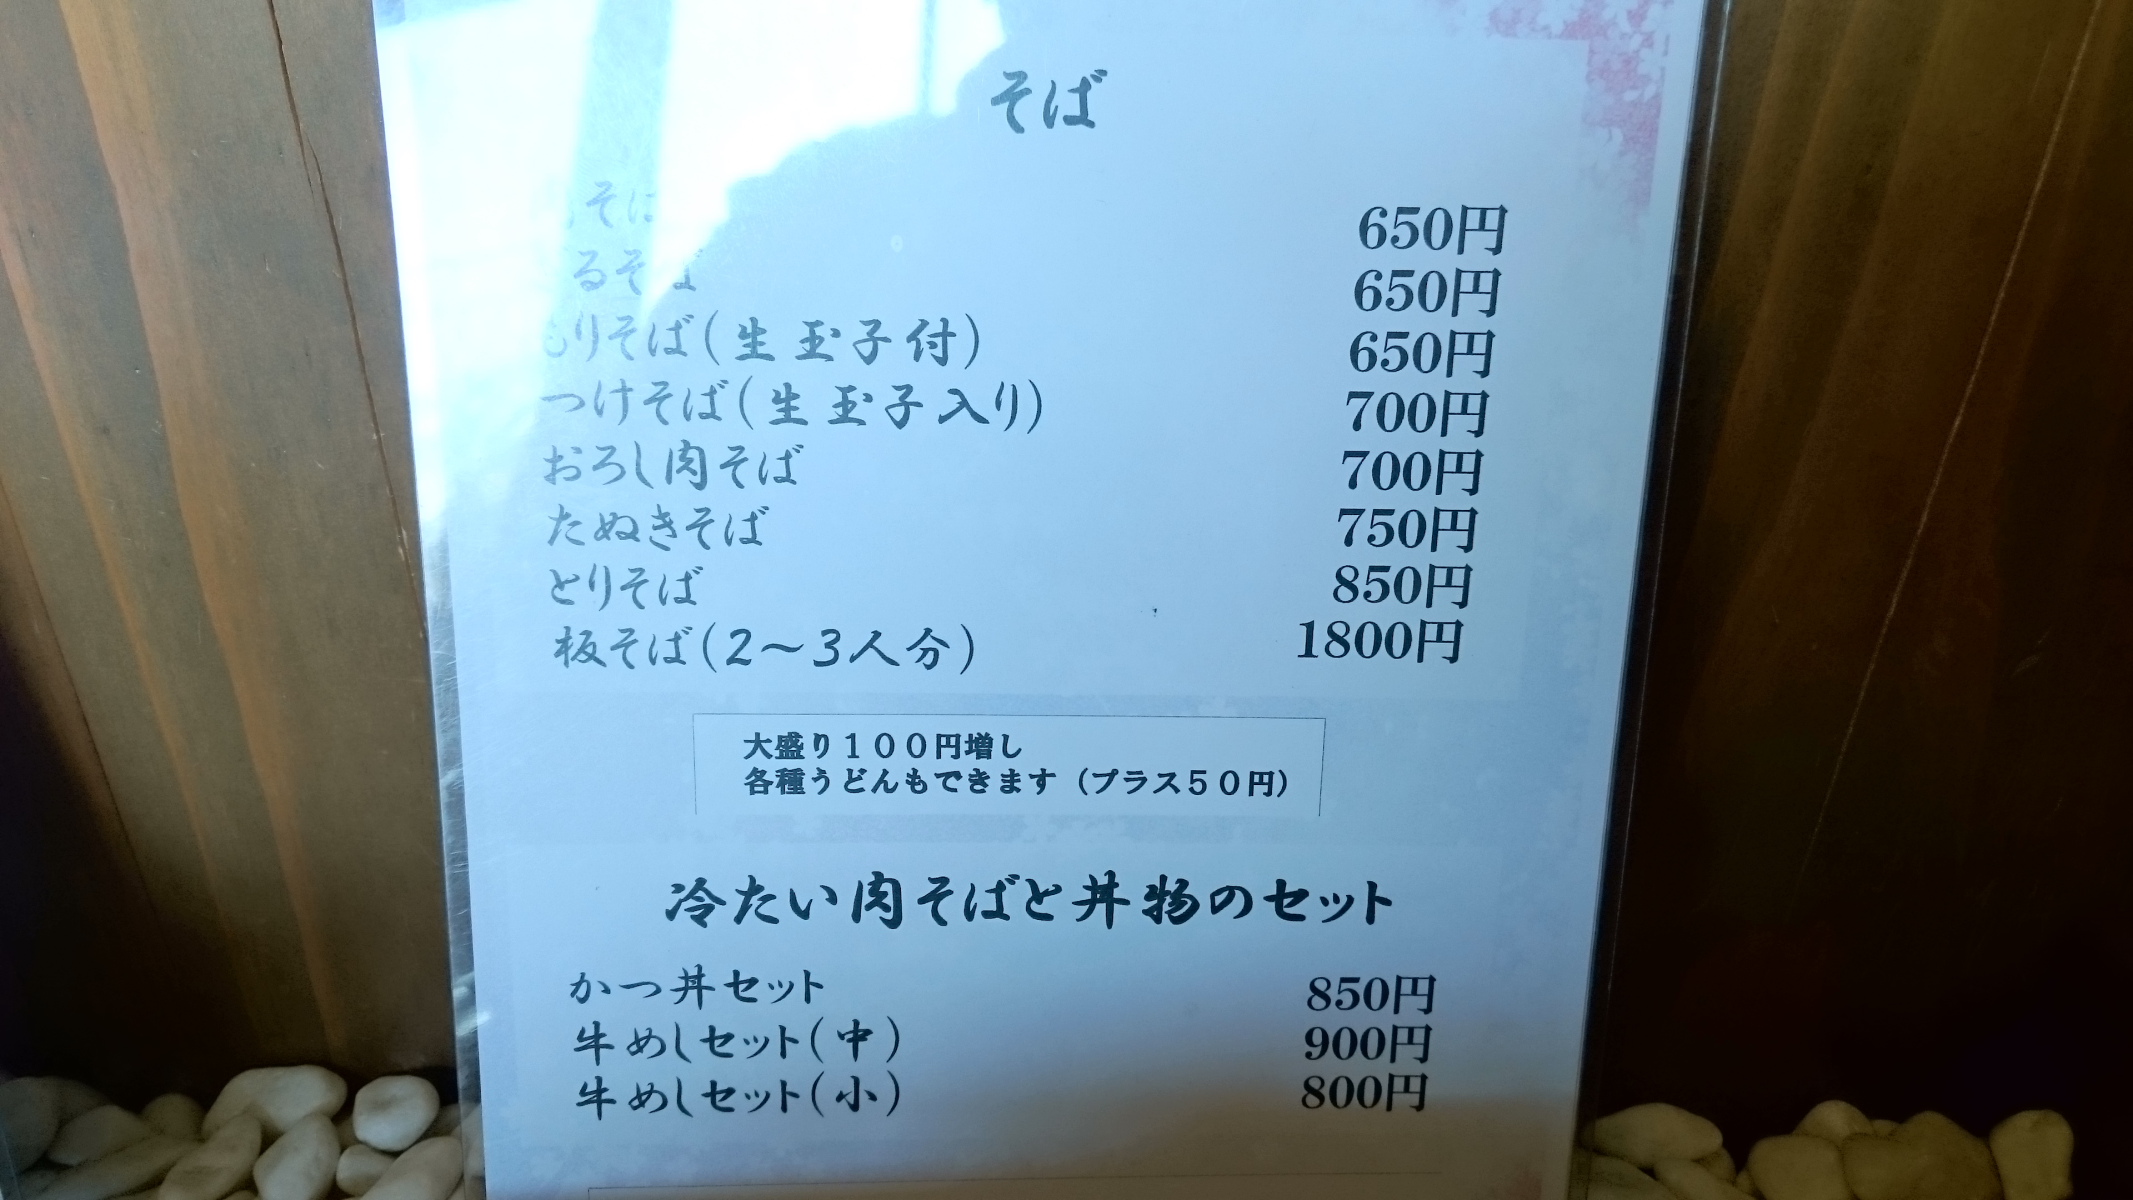 そば
650円
るそば 650円
もりそば(生玉子付) 650円
つけそば(生玉子入り) 700円
おろし肉そば 700円
たぬきそば 750円
とりそば 850円
板そば(2~3人分) 1800円
大盛り100円増し
各種うどんもできます(プラス50円)
冷たい肉そばと丼物のセット
かつ丼セット 850円
牛めしセット(中) 900円
牛めしセット(小) 800円